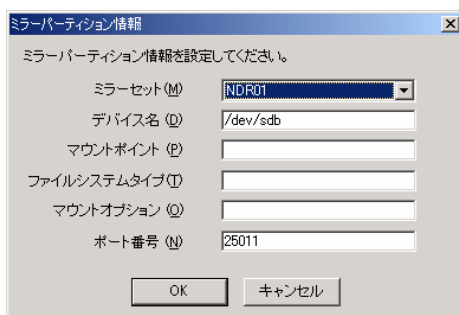 ミラーパーティション情報
ミラーパーティション情報を設定してください。
ミラーセット(M) NDR01
デバイス名 (D) /dev/sdb
マウントポイント (P)
ファイルシステムタイプ(T)
マウントオプション (O)
ポート番号 (N) 25011
OK キャンセル